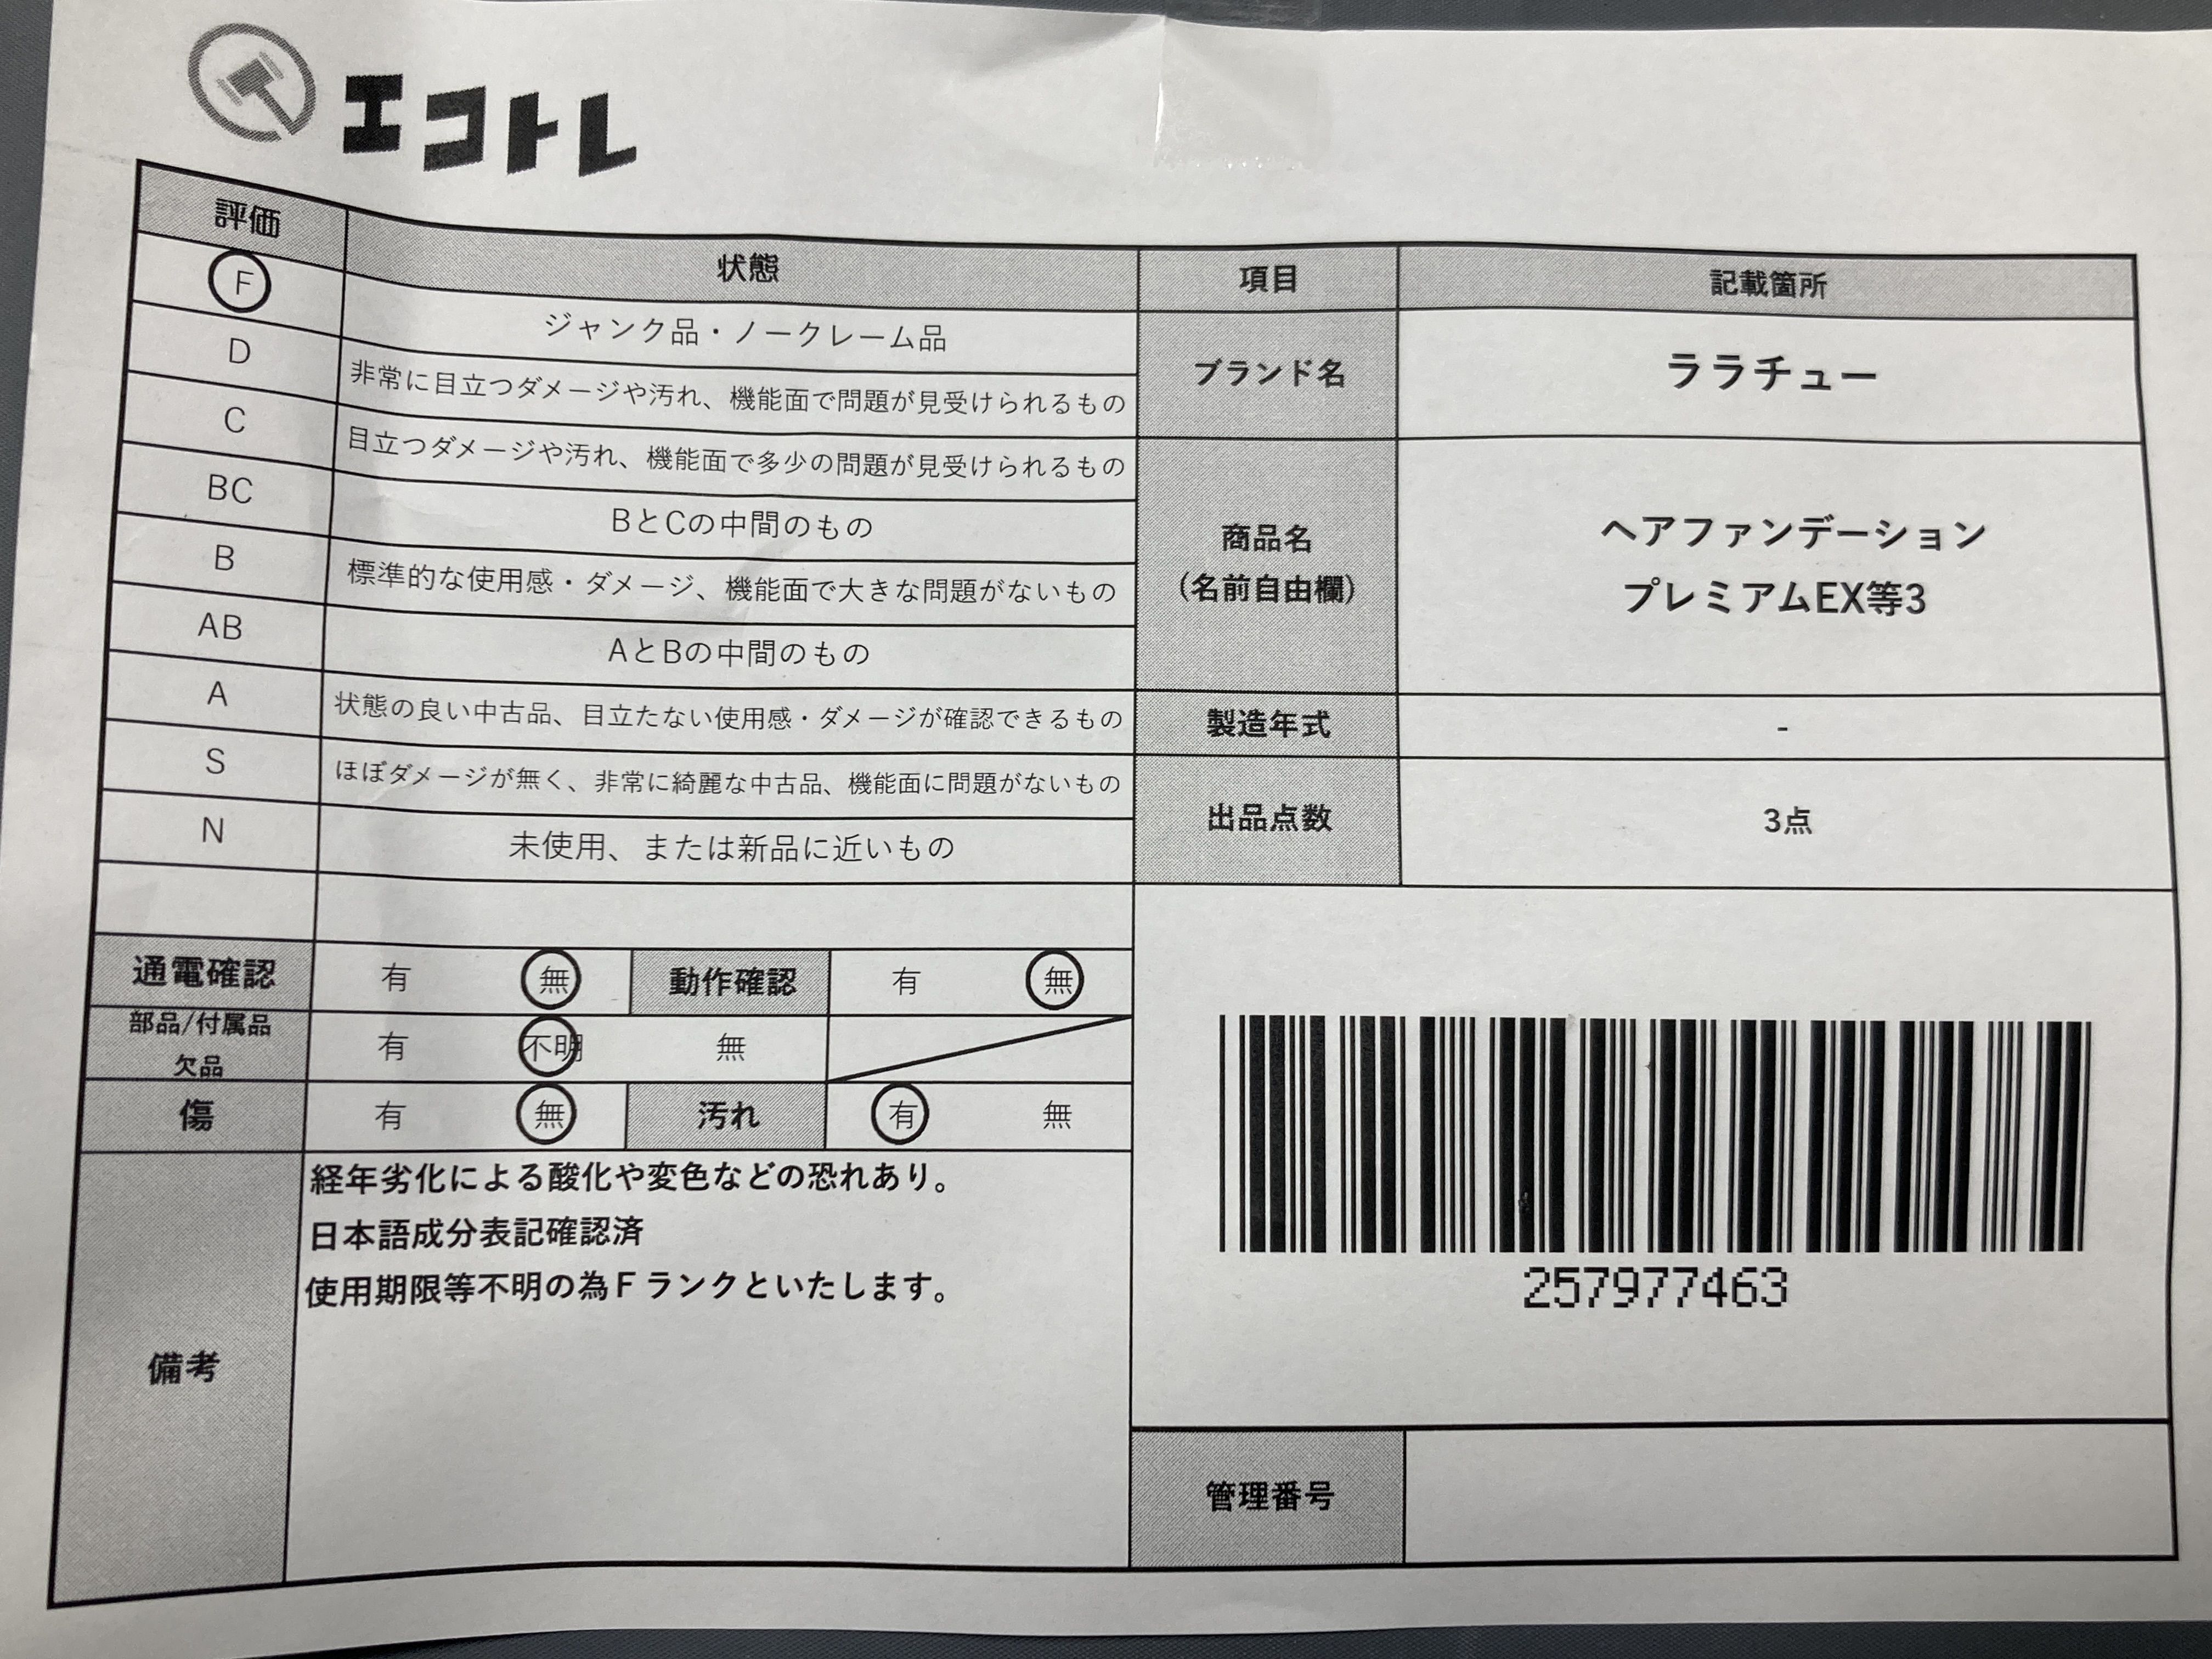 エコトレ
評価 状態
F ジャンク品・ノークレーム品
D 非常に目立つダメージや汚れ、機能面で問題が見受けられるもの
C 目立つダメージや汚れ、機能面で多少の問題が見受けられるもの
BC BとCの中間のもの
B 標準的な使用感・ダメージ、機能面で大きな問題がないもの
AB AとBの中間のもの
A 状態の良い中古品、目立たない使用感・ダメージが確認できるもの
S ほぼダメージが無く、非常に綺麗な中古品、機能面に問題がないもの
N 未使用、または新品に近いもの
通電確認 有 無 動作確認 有 無
部品/付属品
欠品
有 不明 無
傷 有 無 汚れ 有 無
備考
経年劣化による酸化や変色などの恐れあり。
日本語成分表記確認済
使用期限等不明の為Fランクといたします。
項目 記載箇所
ブランド名 ララチュー
商品名
(名前自由欄)
ヘアファンデーション
プレミアムEX等3
製造年式 -
出品点数 3点
257977463
管理番号